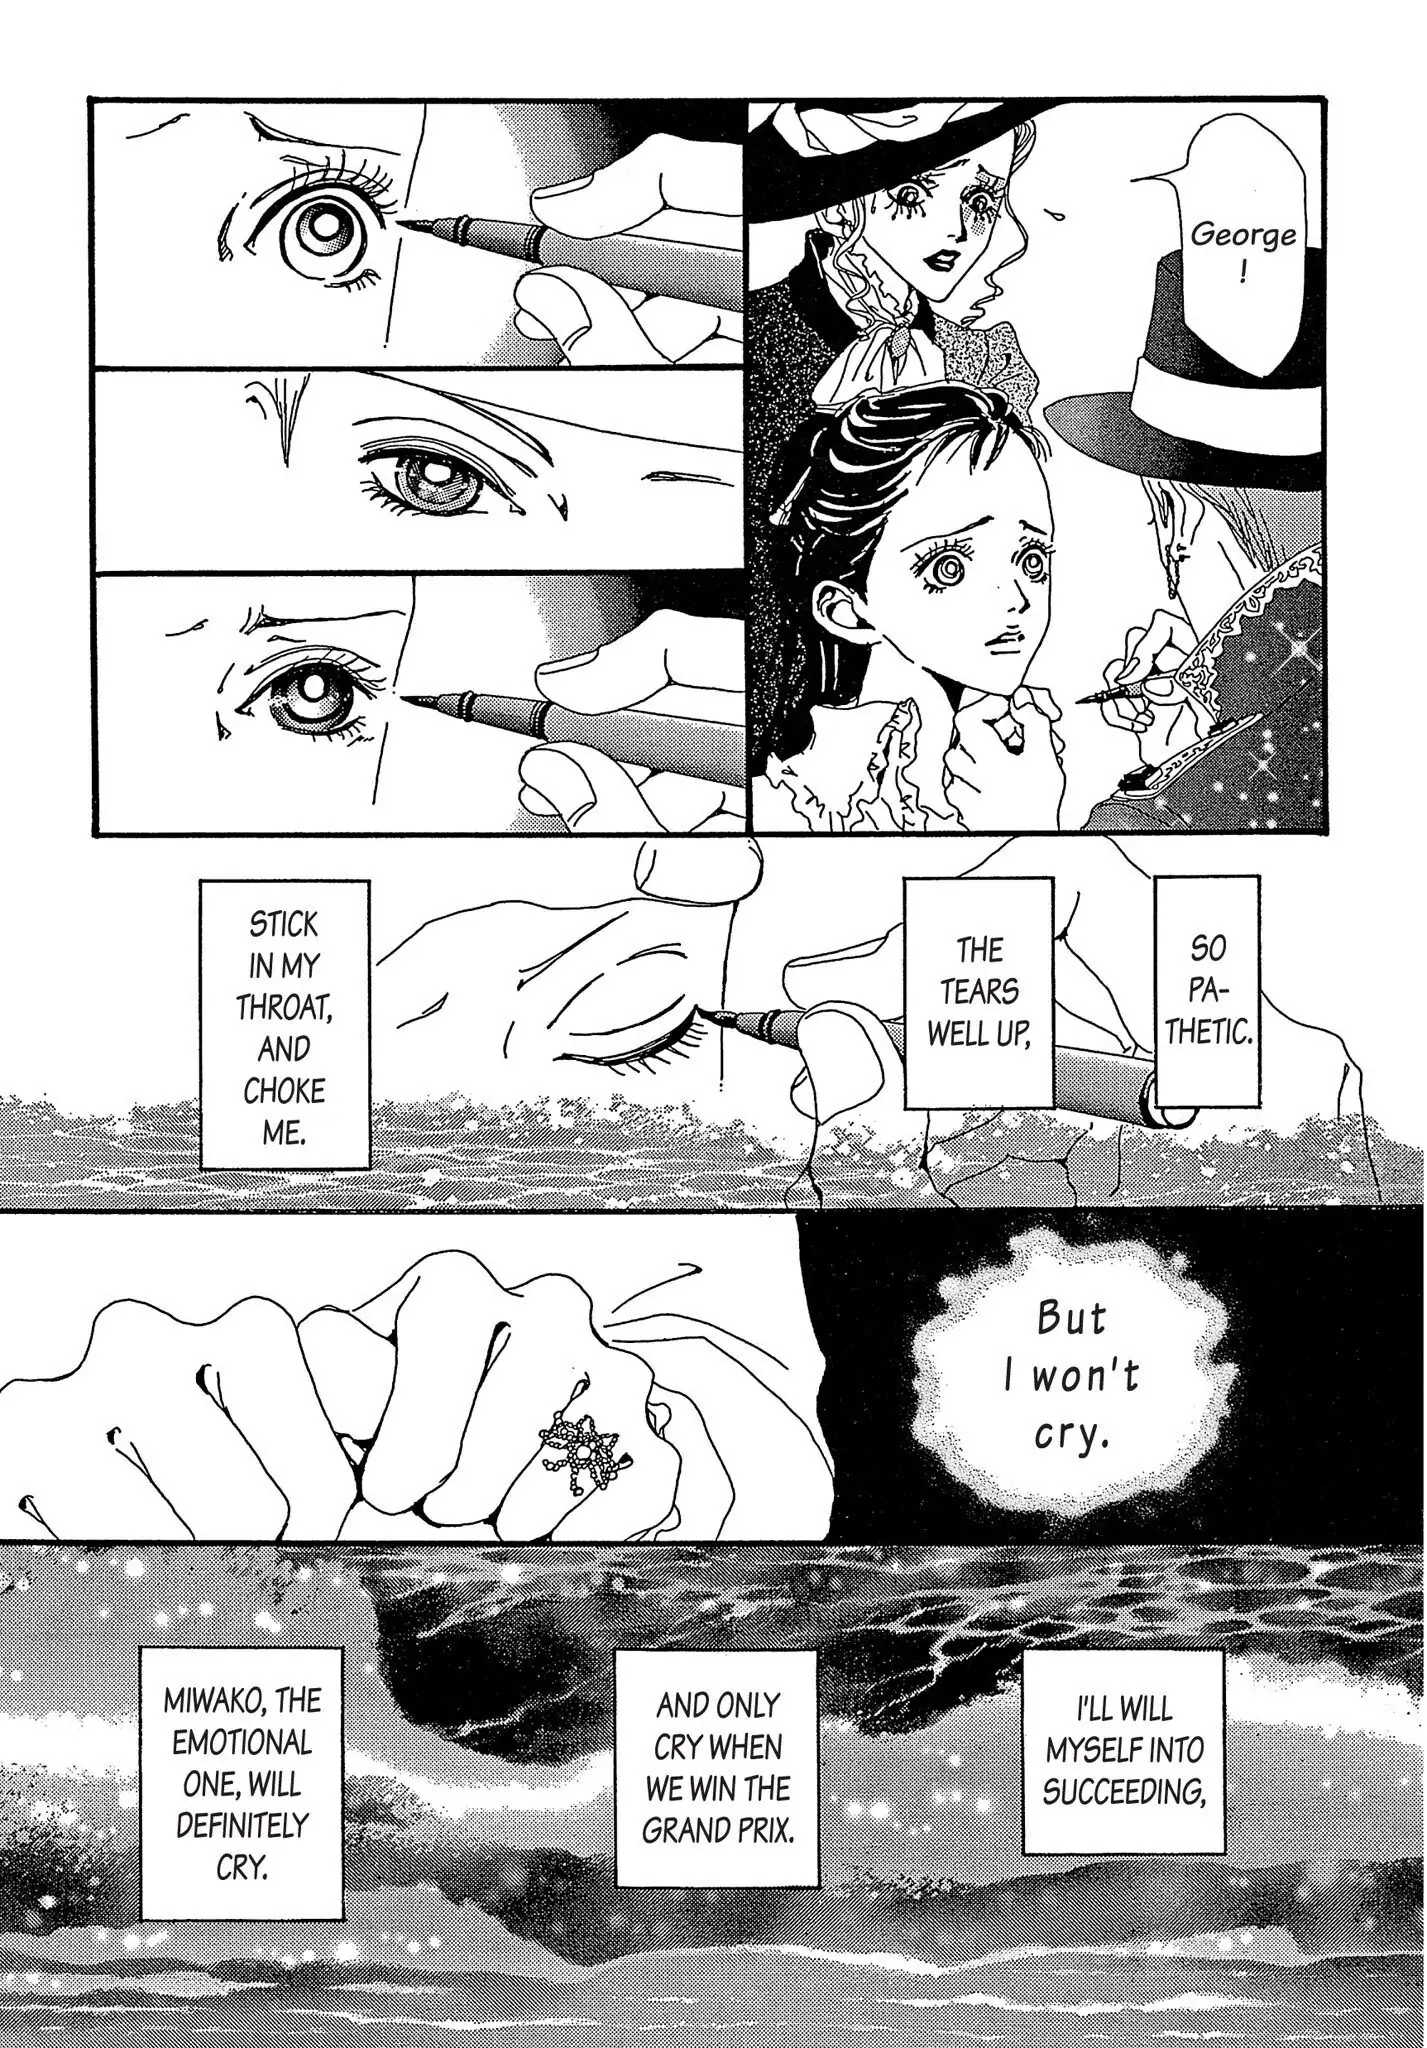 George
!
SO
PA-
THETIC.
THE
TEARS
WELL UP,
STICK
IN MY
THROAT,
AND
CHOKE
ME.
But
I won't
cry.
I'LL WILL
MYSELF INTO
SUCCEEDING,
AND ONLY
CRY WHEN
WE WIN THE
GRAND PRIX.
MIWAKO, THE
EMOTIONAL
ONE, WILL
DEFINITELY
CRY.